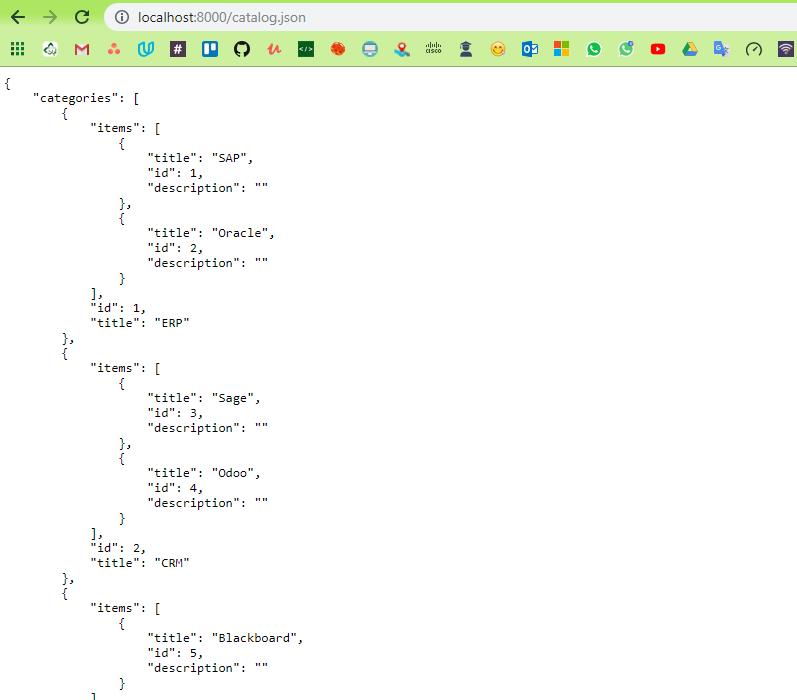 localhost:8000/catalog.json
#
</>
cisco
{
    "categories": [
        {
            "items": [
                {
                    "title": "SAP",
                    "id": 1,
                    "description": ""
                },
                {
                    "title": "Oracle",
                    "id": 2,
                    "description": ""
                }
            ],
            "id": 1,
            "title": "ERP"
        },
        {
            "items": [
                {
                    "title": "Sage",
                    "id": 3,
                    "description": ""
                },
                {
                    "title": "Odoo",
                    "id": 4,
                    "description": ""
                }
            ],
            "id": 2,
            "title": "CRM"
        },
        {
            "items": [
                {
                    "title": "Blackboard",
                    "id": 5,
                    "description": ""
                }
            ]